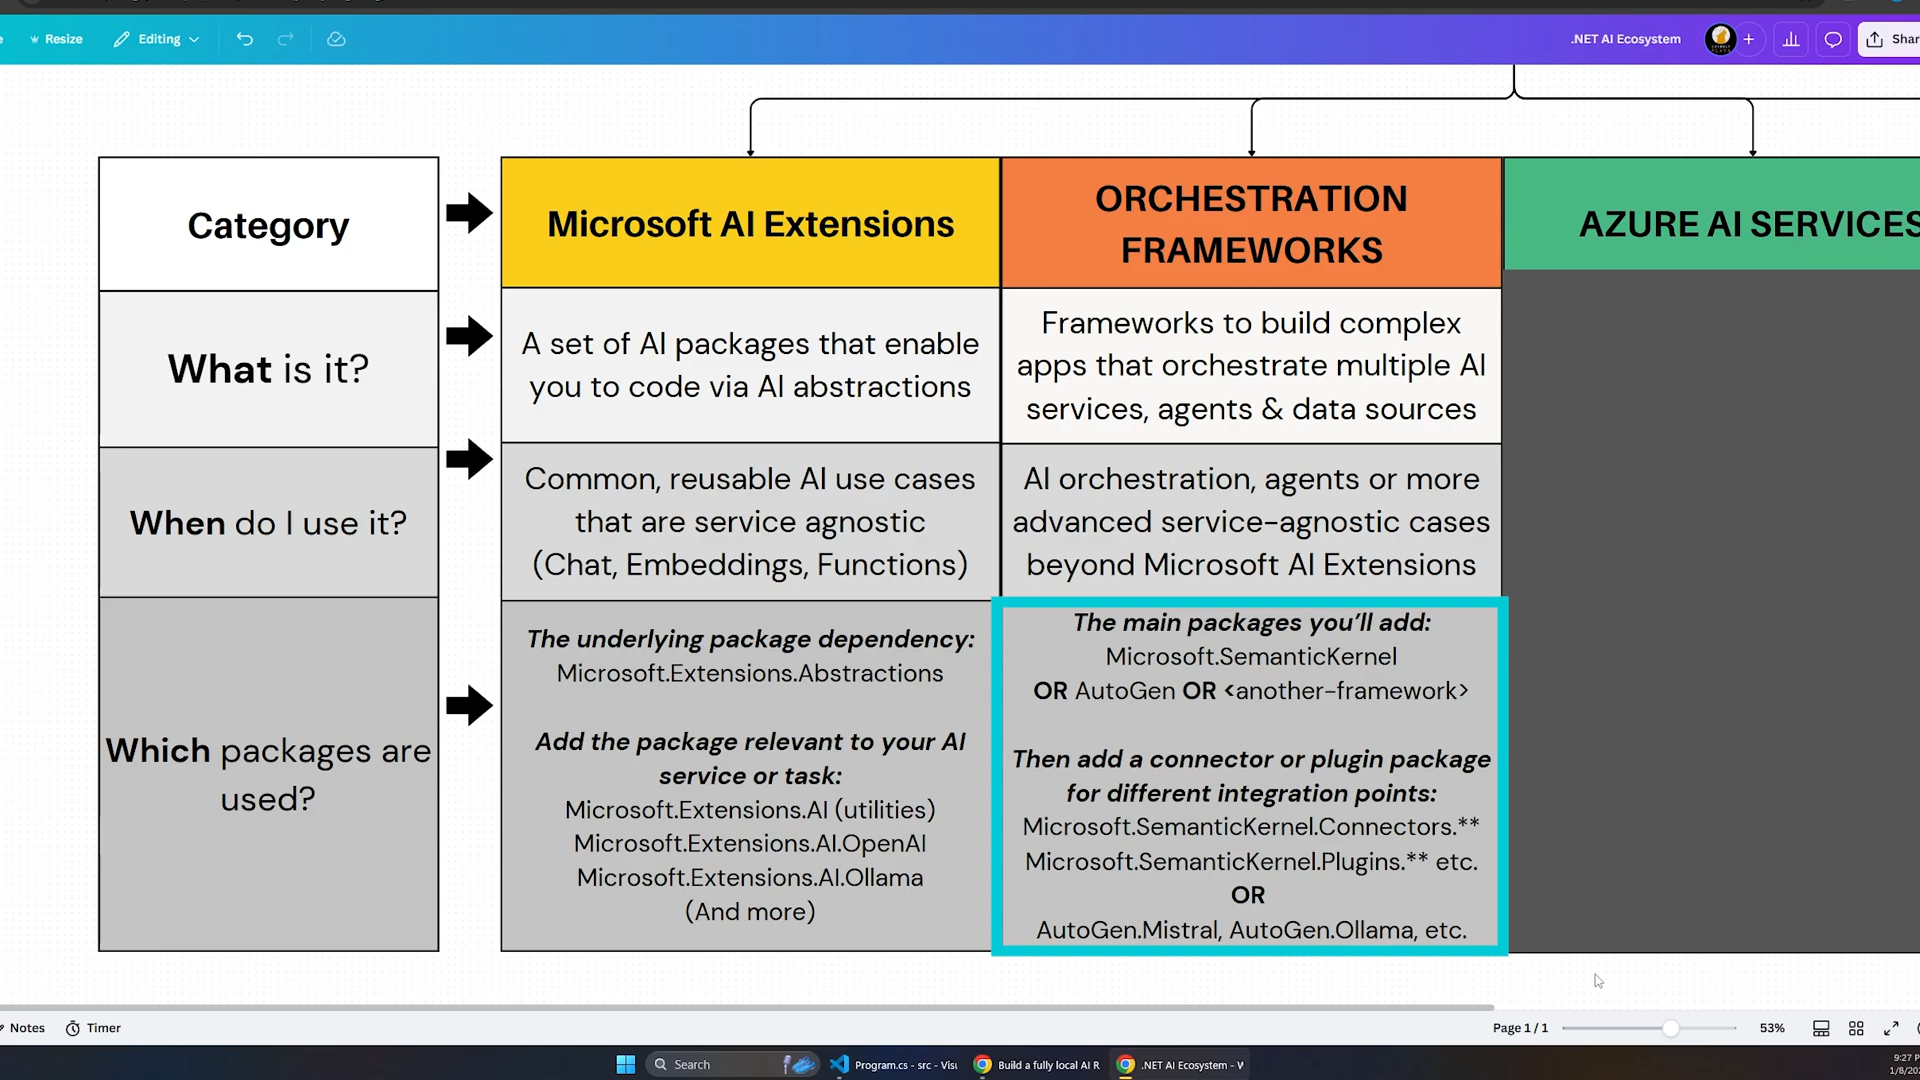 Resize
Editing
.NET AI Ecosystem
Category
Microsoft AI Extensions
ORCHESTRATION
FRAMEWORKS
AZURE AI SERVICES
What is it?
A set of AI packages that enable
you to code via AI abstractions
Frameworks to build complex
apps that orchestrate multiple AI
services, agents & data sources
When do I use it?
Common, reusable AI use cases
that are service agnostic
(Chat, Embeddings, Functions)
AI orchestration, agents or more
advanced service-agnostic cases
beyond Microsoft AI Extensions
Which packages are
used?
The underlying package dependency:
Microsoft.Extensions.Abstractions
Add the package relevant to your AI
service or task:
Microsoft.Extensions.AI (utilities)
Microsoft.Extensions.AI.OpenAI
Microsoft.Extensions.AI.Ollama
(And more)
The main packages you’ll add:
Microsoft.SemanticKernel
OR AutoGen OR <another-framework>
Then add a connector or plugin package
for different integration points:
Microsoft.SemanticKernel.Connectors.**
Microsoft.SemanticKernel.Plugins.** etc.
OR
AutoGen.Mistral, AutoGen.Ollama, etc.
Notes
Timer
Page 1 / 1
53%
Search
Program.cs - src - Visu
Build a fully local AI R
.NET AI Ecosystem - W
9:27 P